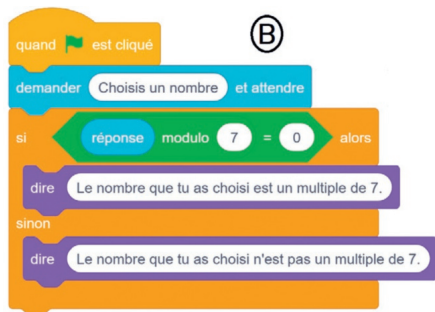 B
quand est cliqué
demander Choisis un nombre et attendre
si réponse modulo 7 = 0 alors
dire Le nombre que tu as choisi est un multiple de 7.
sinon
dire Le nombre que tu as choisi n'est pas un multiple de 7.